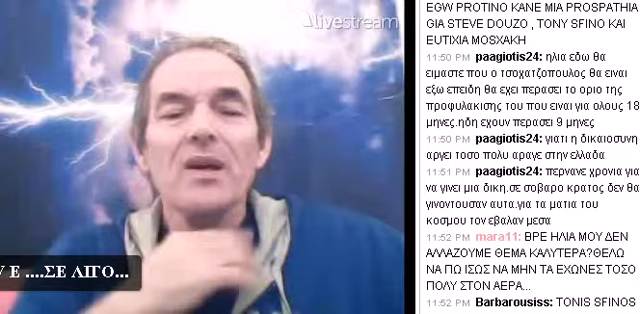 livestream
V E ....ΣΕ ΛΙΓΟ...
EGW PROTINO KANE MIA PROSPATHIA
GIA STEVE DOUZO , TONY SFINO KAI
EUTIXIA MOSXAKH
11:50 PM paagiotis24: ηλια εδω θα
ειμαστε που ο τσοχατζοπουλος θα ειναι
εξω επειδη θα εχει περασει το οριο της
προφυλακισης του που ειναι για ολους 18
μηνες.ηδη εχουν περασει 9 μηνες
11:50 PM paagiotis24: γιατι η δικαιοσυνη
αργει τοσο πολυ αραγε στην ελλαδα
11:51 PM paagiotis24: περνανε χρονια για
να γινει μια δικη.σε σοβαρο κρατος δεν θα
γινοντουσαν αυτα.για τα ματια του
κοσμου τον εβαλαν μεσα
11:52 PM mara11: ΒΡΕ ΗΛΙΑ ΜΟΥ ΔΕΝ
ΑΛΛΑΖΟΥΜΕ ΘΕΜΑ ΚΑΛΥΤΕΡΑ?ΘΕΛΩ
ΝΑ ΠΩ ΙΣΩΣ ΝΑ ΜΗΝ ΤΑ ΕΧΩΝΕΣ ΤΟΣΟ
ΠΟΛΥ ΣΤΟΝ ΑΕΡΑ...
11:52 PM Barbarousiss: TONIS SFINOS